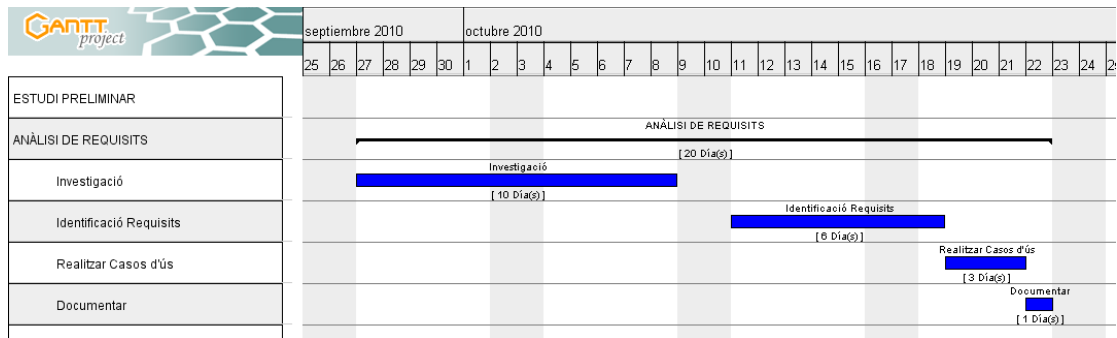 GANTT project
septiembre 2010 octubre 2010
25 26 27 28 29 30 1 2 3 4 5 6 7 8 9 10 11 12 13 14 15 16 17 18 19 20 21 22 23 24
ESTUDI PRELIMINAR
ANÀLISI DE REQUISITS
ANÀLISI DE REQUISITS
[ 20 Día(s) ]
Investigació
Investigació
[ 10 Día(s) ]
Identificació Requisits
Identificació Requisits
[ 6 Día(s) ]
Realitzar Casos d'ús
Realitzar Casos d'ús
[ 3 Día(s) ]
Documentar
Documentar
[ 1 Día(s) ]